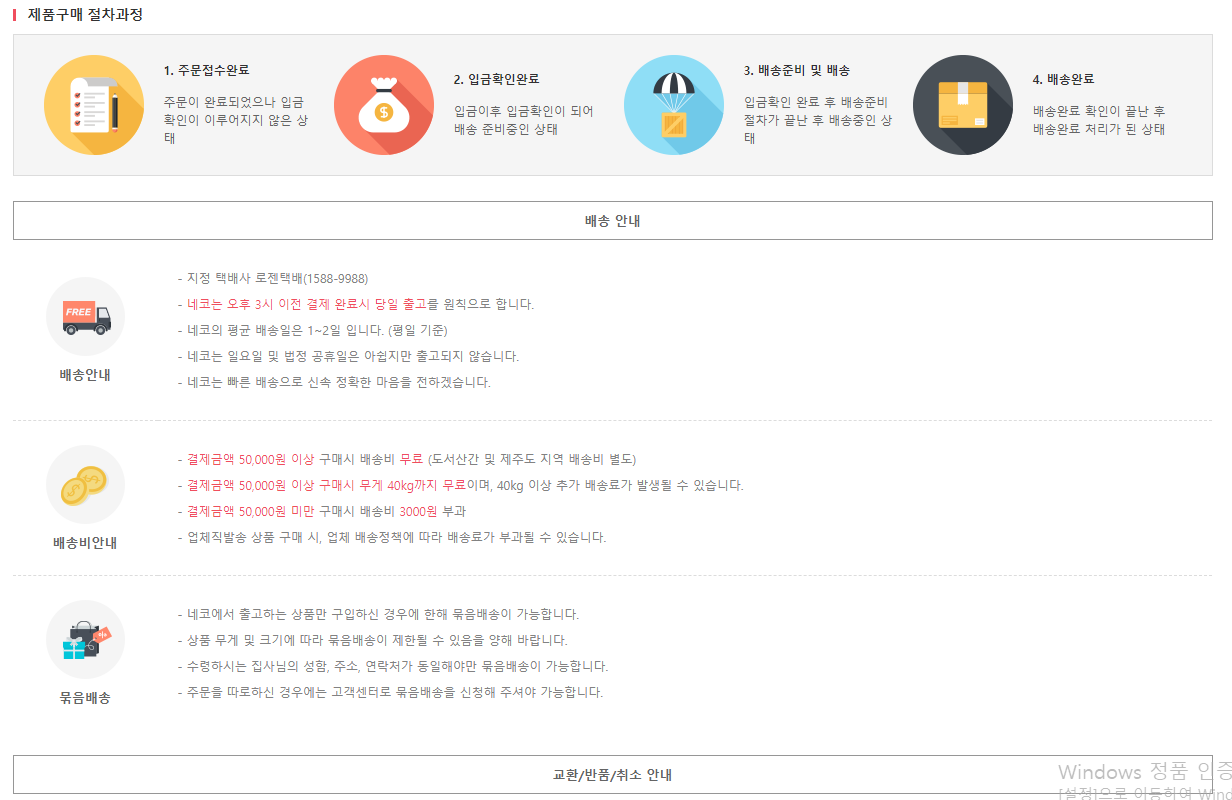 제품구매 절차과정
1. 주문접수완료
주문이 완료되었으나 입금
확인이 이루어지지 않은 상
태
2. 입금확인완료
입금이후 입금확인이 되어
배송 준비중인 상태
3. 배송준비 및 배송
입금확인 완료 후 배송준비
절차가 끝난 후 배송중인 상
태
4. 배송완료
배송완료 확인이 끝난 후
배송완료 처리가 된 상태
배송 안내
FREE
배송안내
- 지정 택배사 로젠택배(1588-9988)
- 네코는 오후 3시 이전 결제 완료시 당일 출고를 원칙으로 합니다.
- 네코의 평균 배송일은 1~2일 입니다. (평일 기준)
- 네코는 일요일 및 법정 공휴일은 아쉽지만 출고되지 않습니다.
- 네코는 빠른 배송으로 신속 정확한 마음을 전하겠습니다.
배송비안내
- 결제금액 50,000원 이상 구매시 배송비 무료 (도서산간 및 제주도 지역 배송비 별도)
- 결제금액 50,000원 이상 구매시 무게 40kg까지 무료이며, 40kg 이상 추가 배송료가 발생될 수 있습니다.
- 결제금액 50,000원 미만 구매시 배송비 3000원 부과
- 업체직발송 상품 구매 시, 업체 배송정책에 따라 배송료가 부과될 수 있습니다.
묶음배송
- 네코에서 출고하는 상품만 구입하신 경우에 한해 묶음배송이 가능합니다.
- 상품 무게 및 크기에 따라 묶음배송이 제한될 수 있음을 양해 바랍니다.
- 수령하시는 집사님의 성함, 주소, 연락처가 동일해야만 묶음배송이 가능합니다.
- 주문을 따로하신 경우에는 고객센터로 묶음배송을 신청해 주셔야 가능합니다.
교환/반품/취소 안내
Windows 정품 인증
[설정]으로 이동하여 Wind